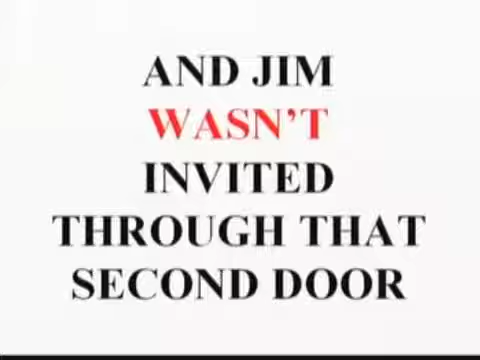 AND JIM
WASN'T
INVITED
THROUGH THAT
SECOND DOOR